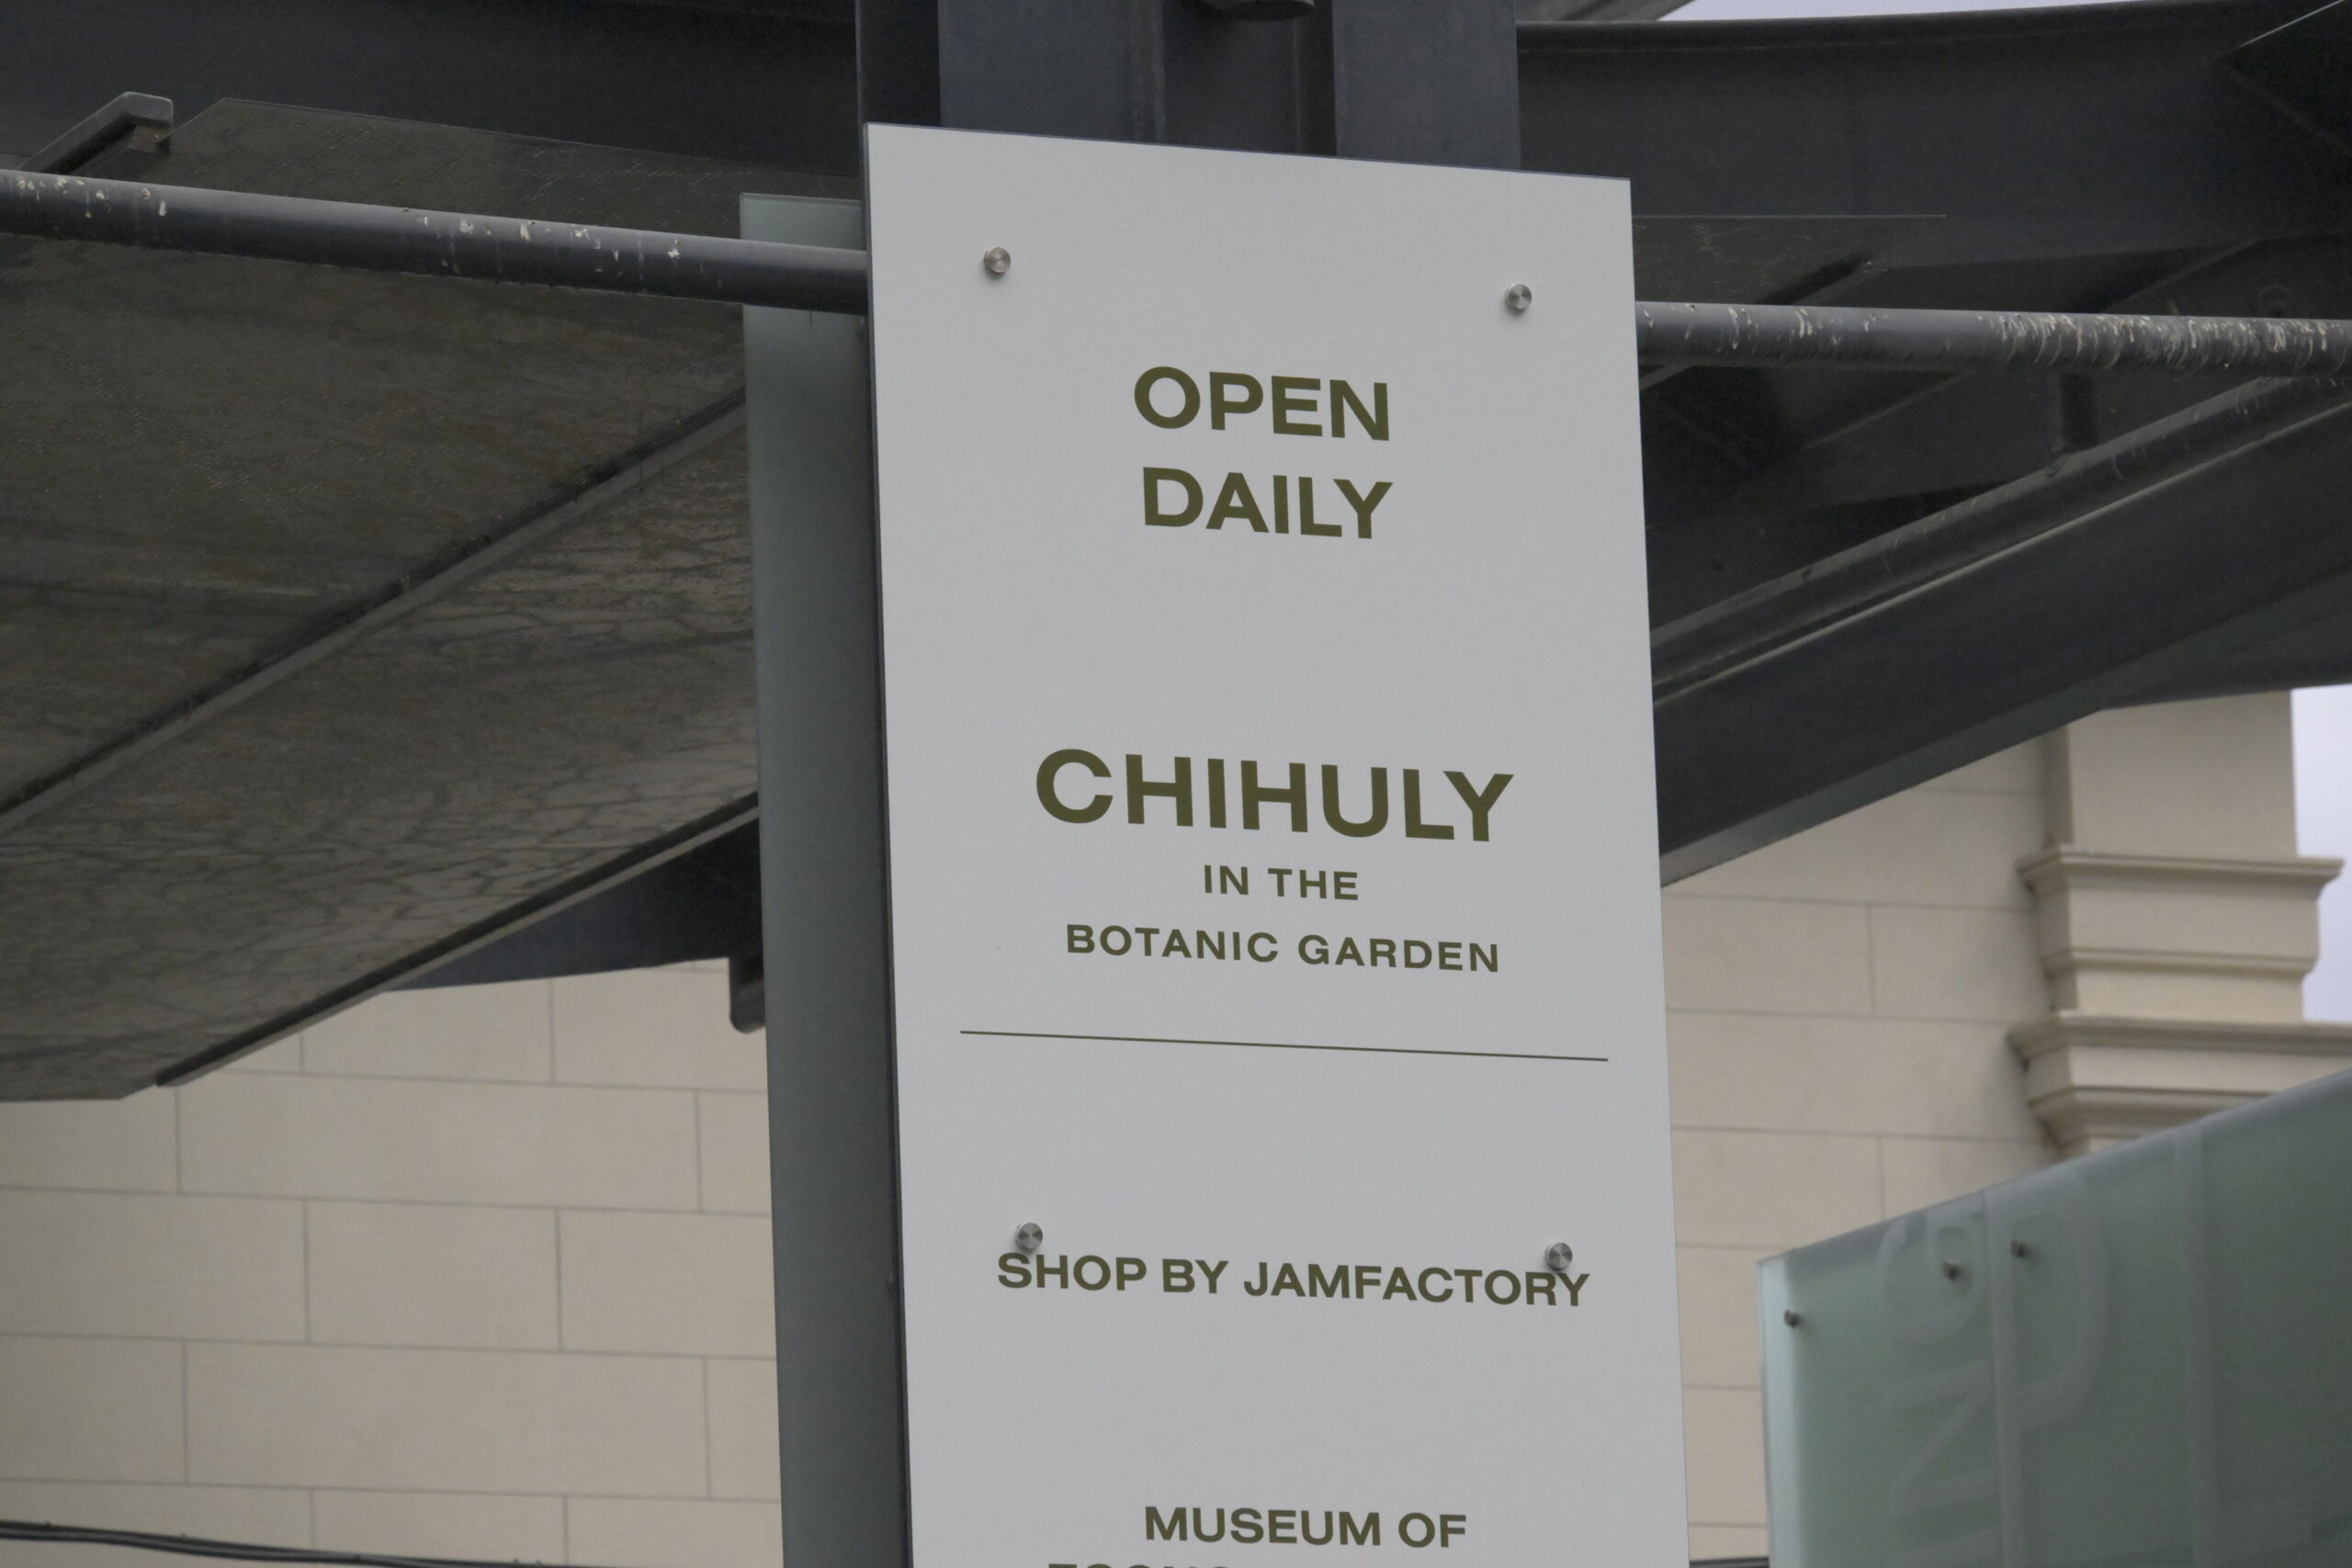 OPEN
DAILY
CHIHULY
IN THE
BOTANIC GARDEN
SHOP BY JAMFACTORY
MUSEUM OF